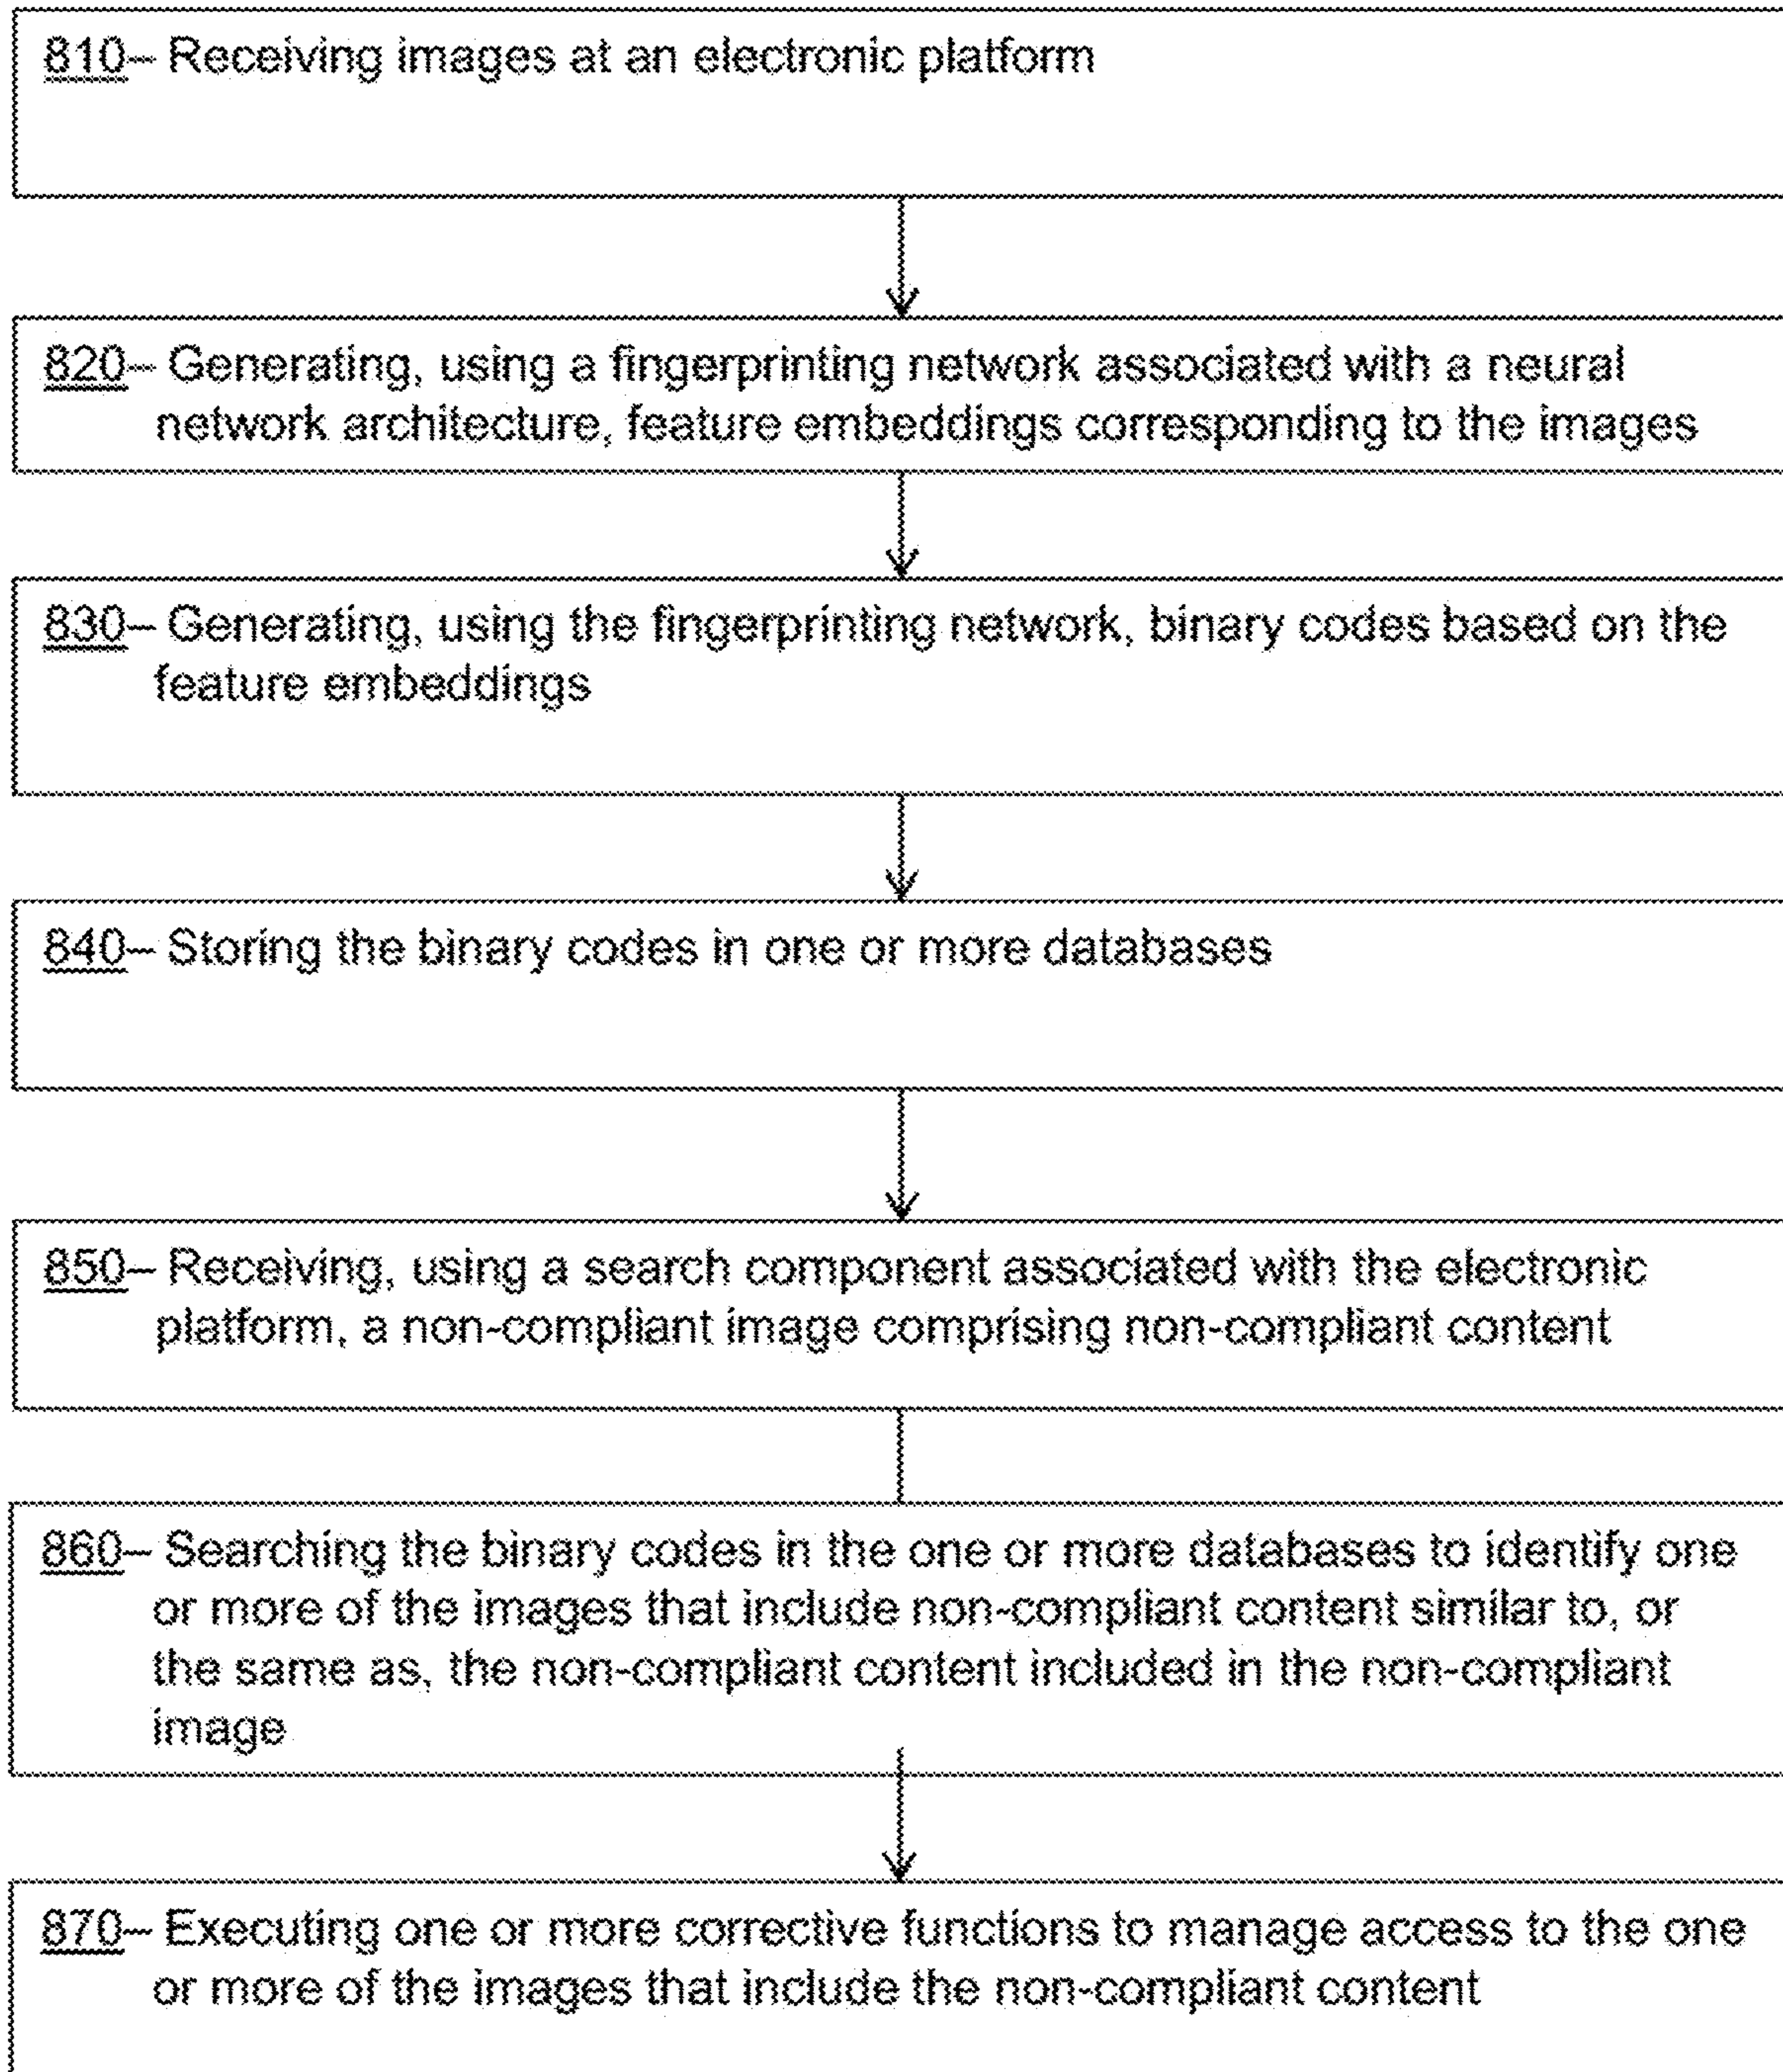 810– Receiving images at an electronic platform
820– Generating, using a fingerprinting network associated with a neural
network architecture, feature embeddings corresponding to the images
830– Generating, using the fingerprinting network, binary codes based on the
feature embeddings
840– Storing the binary codes in one or more databases
850– Receiving, using a search component associated with the electronic
platform, a non-compliant image comprising non-compliant content
860– Searching the binary codes in the one or more databases to identify one
or more of the images that include non-compliant content similar to, or
the same as, the non-compliant content included in the non-compliant
image
870– Executing one or more corrective functions to manage access to the one
or more of the images that include the non-compliant content